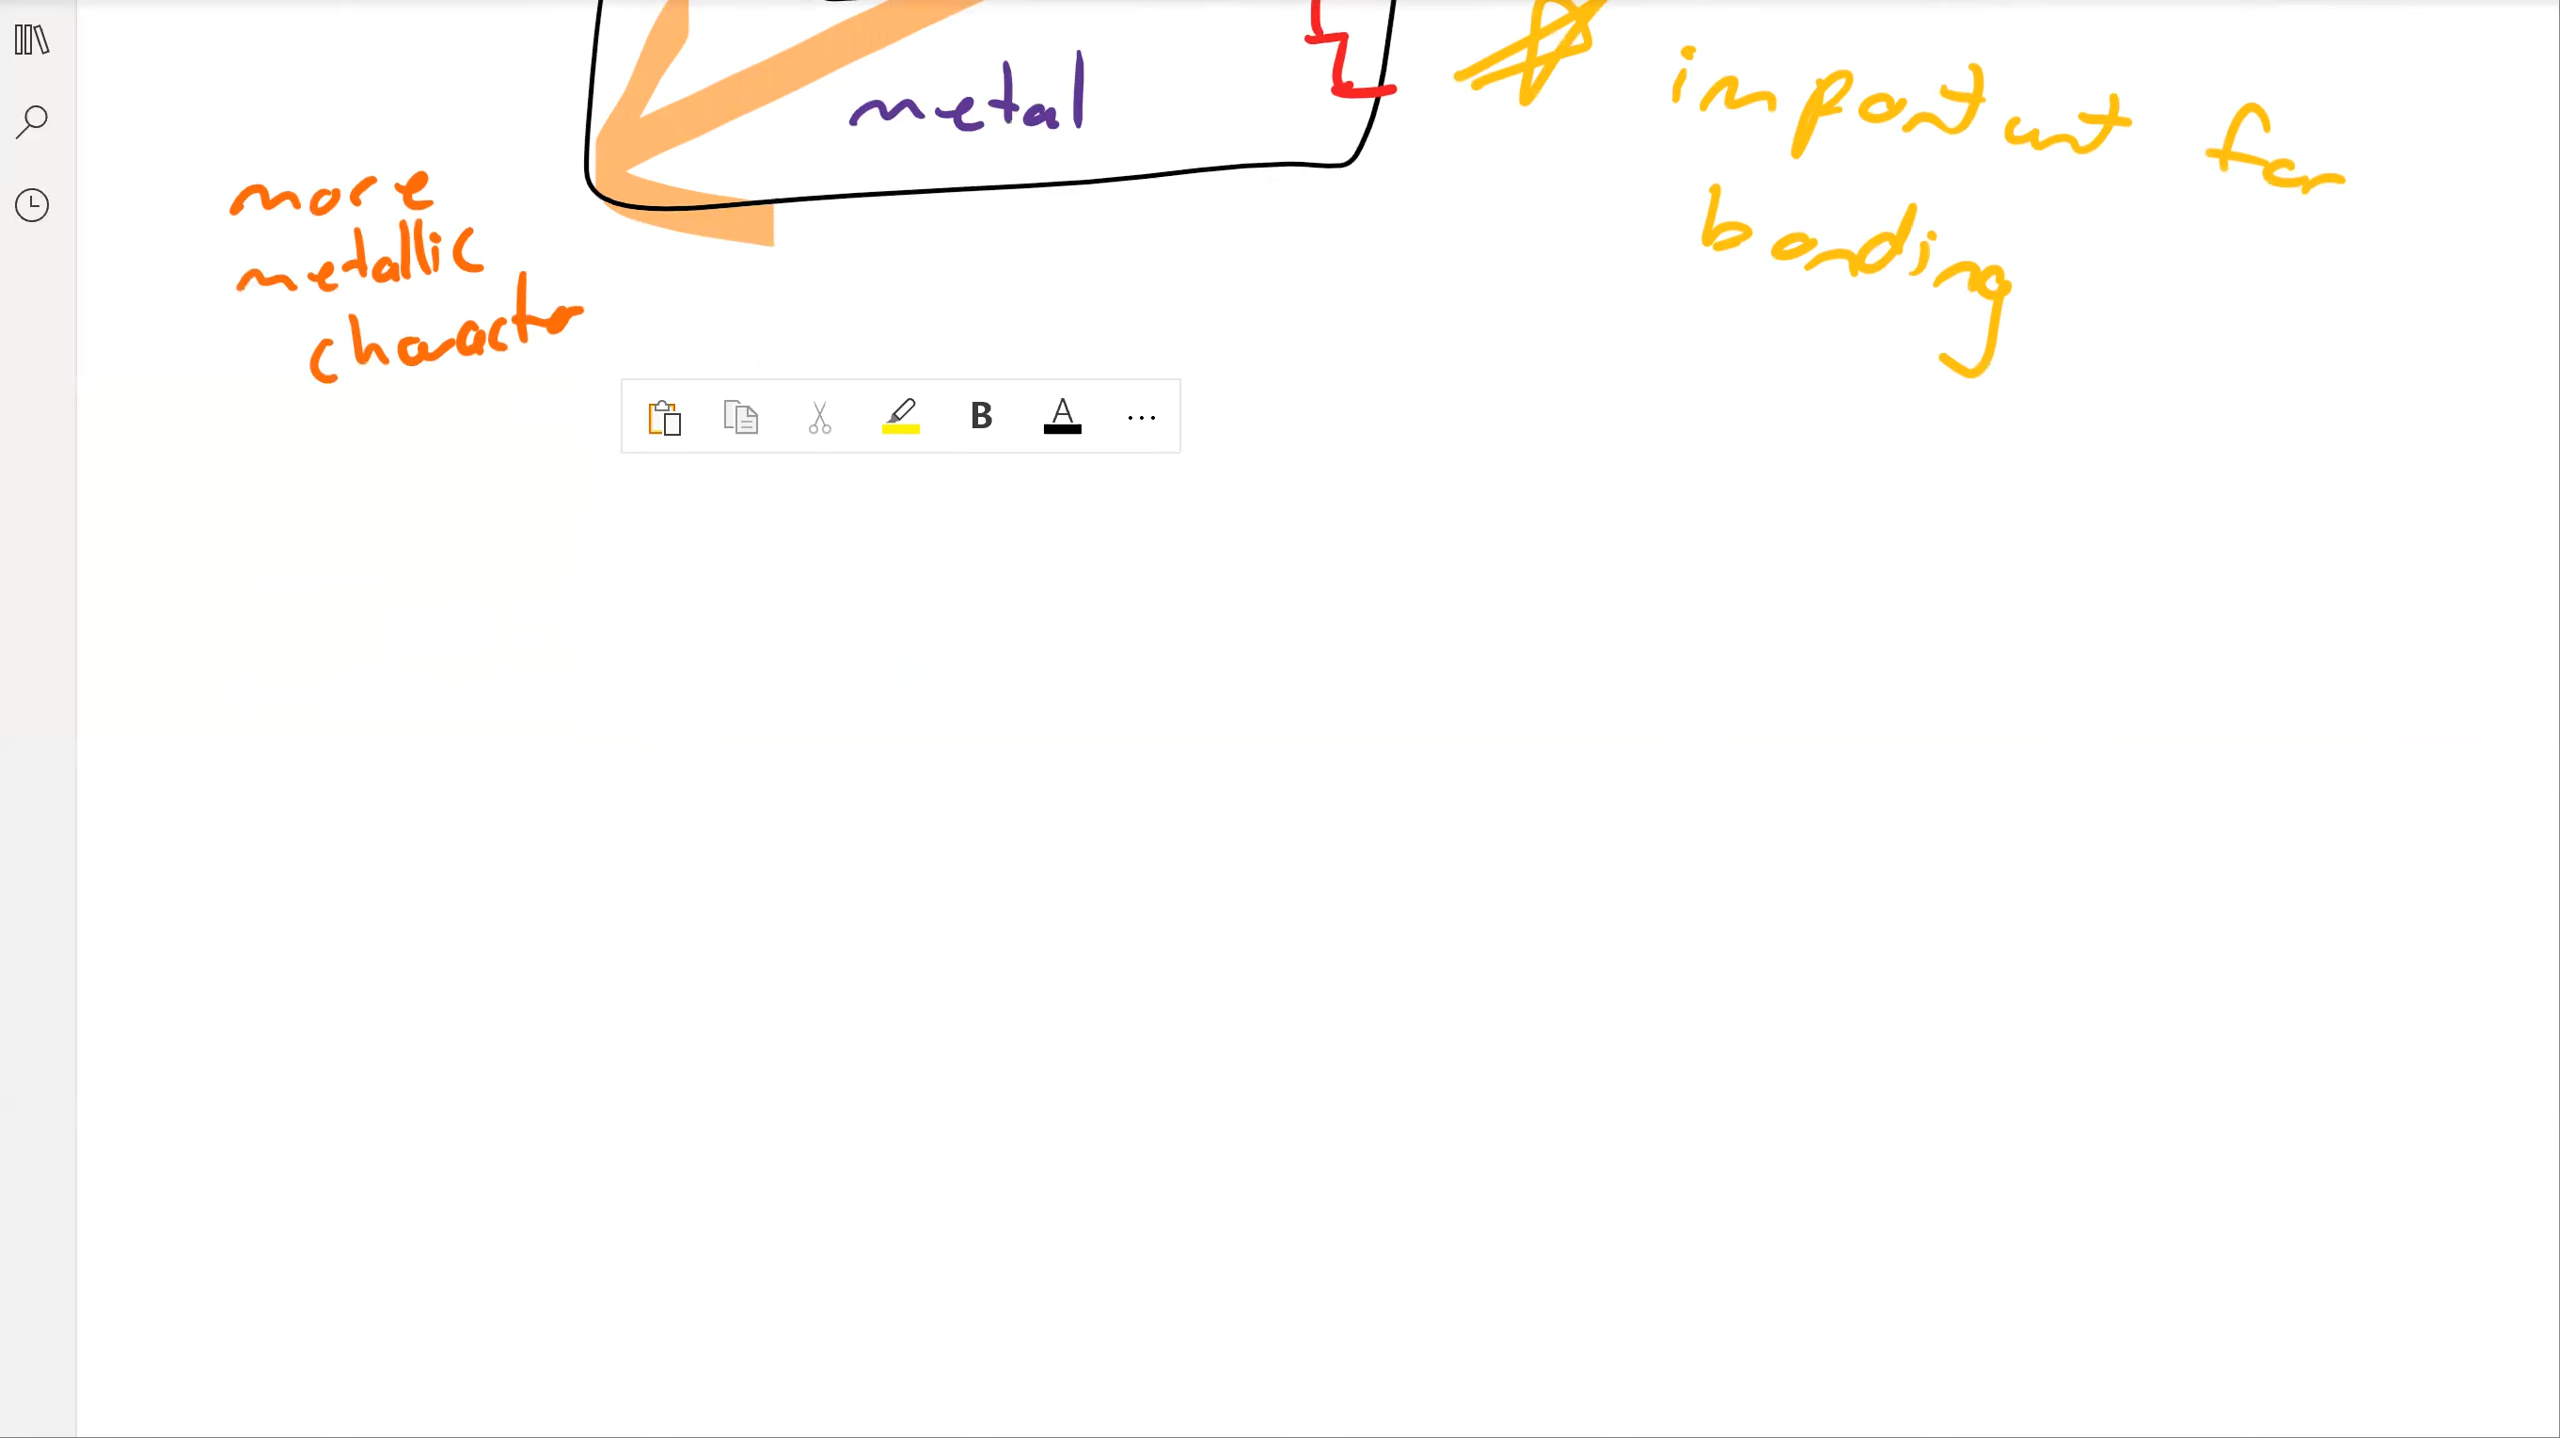 metal
important for
bonding
more
metallic
character
B A ...